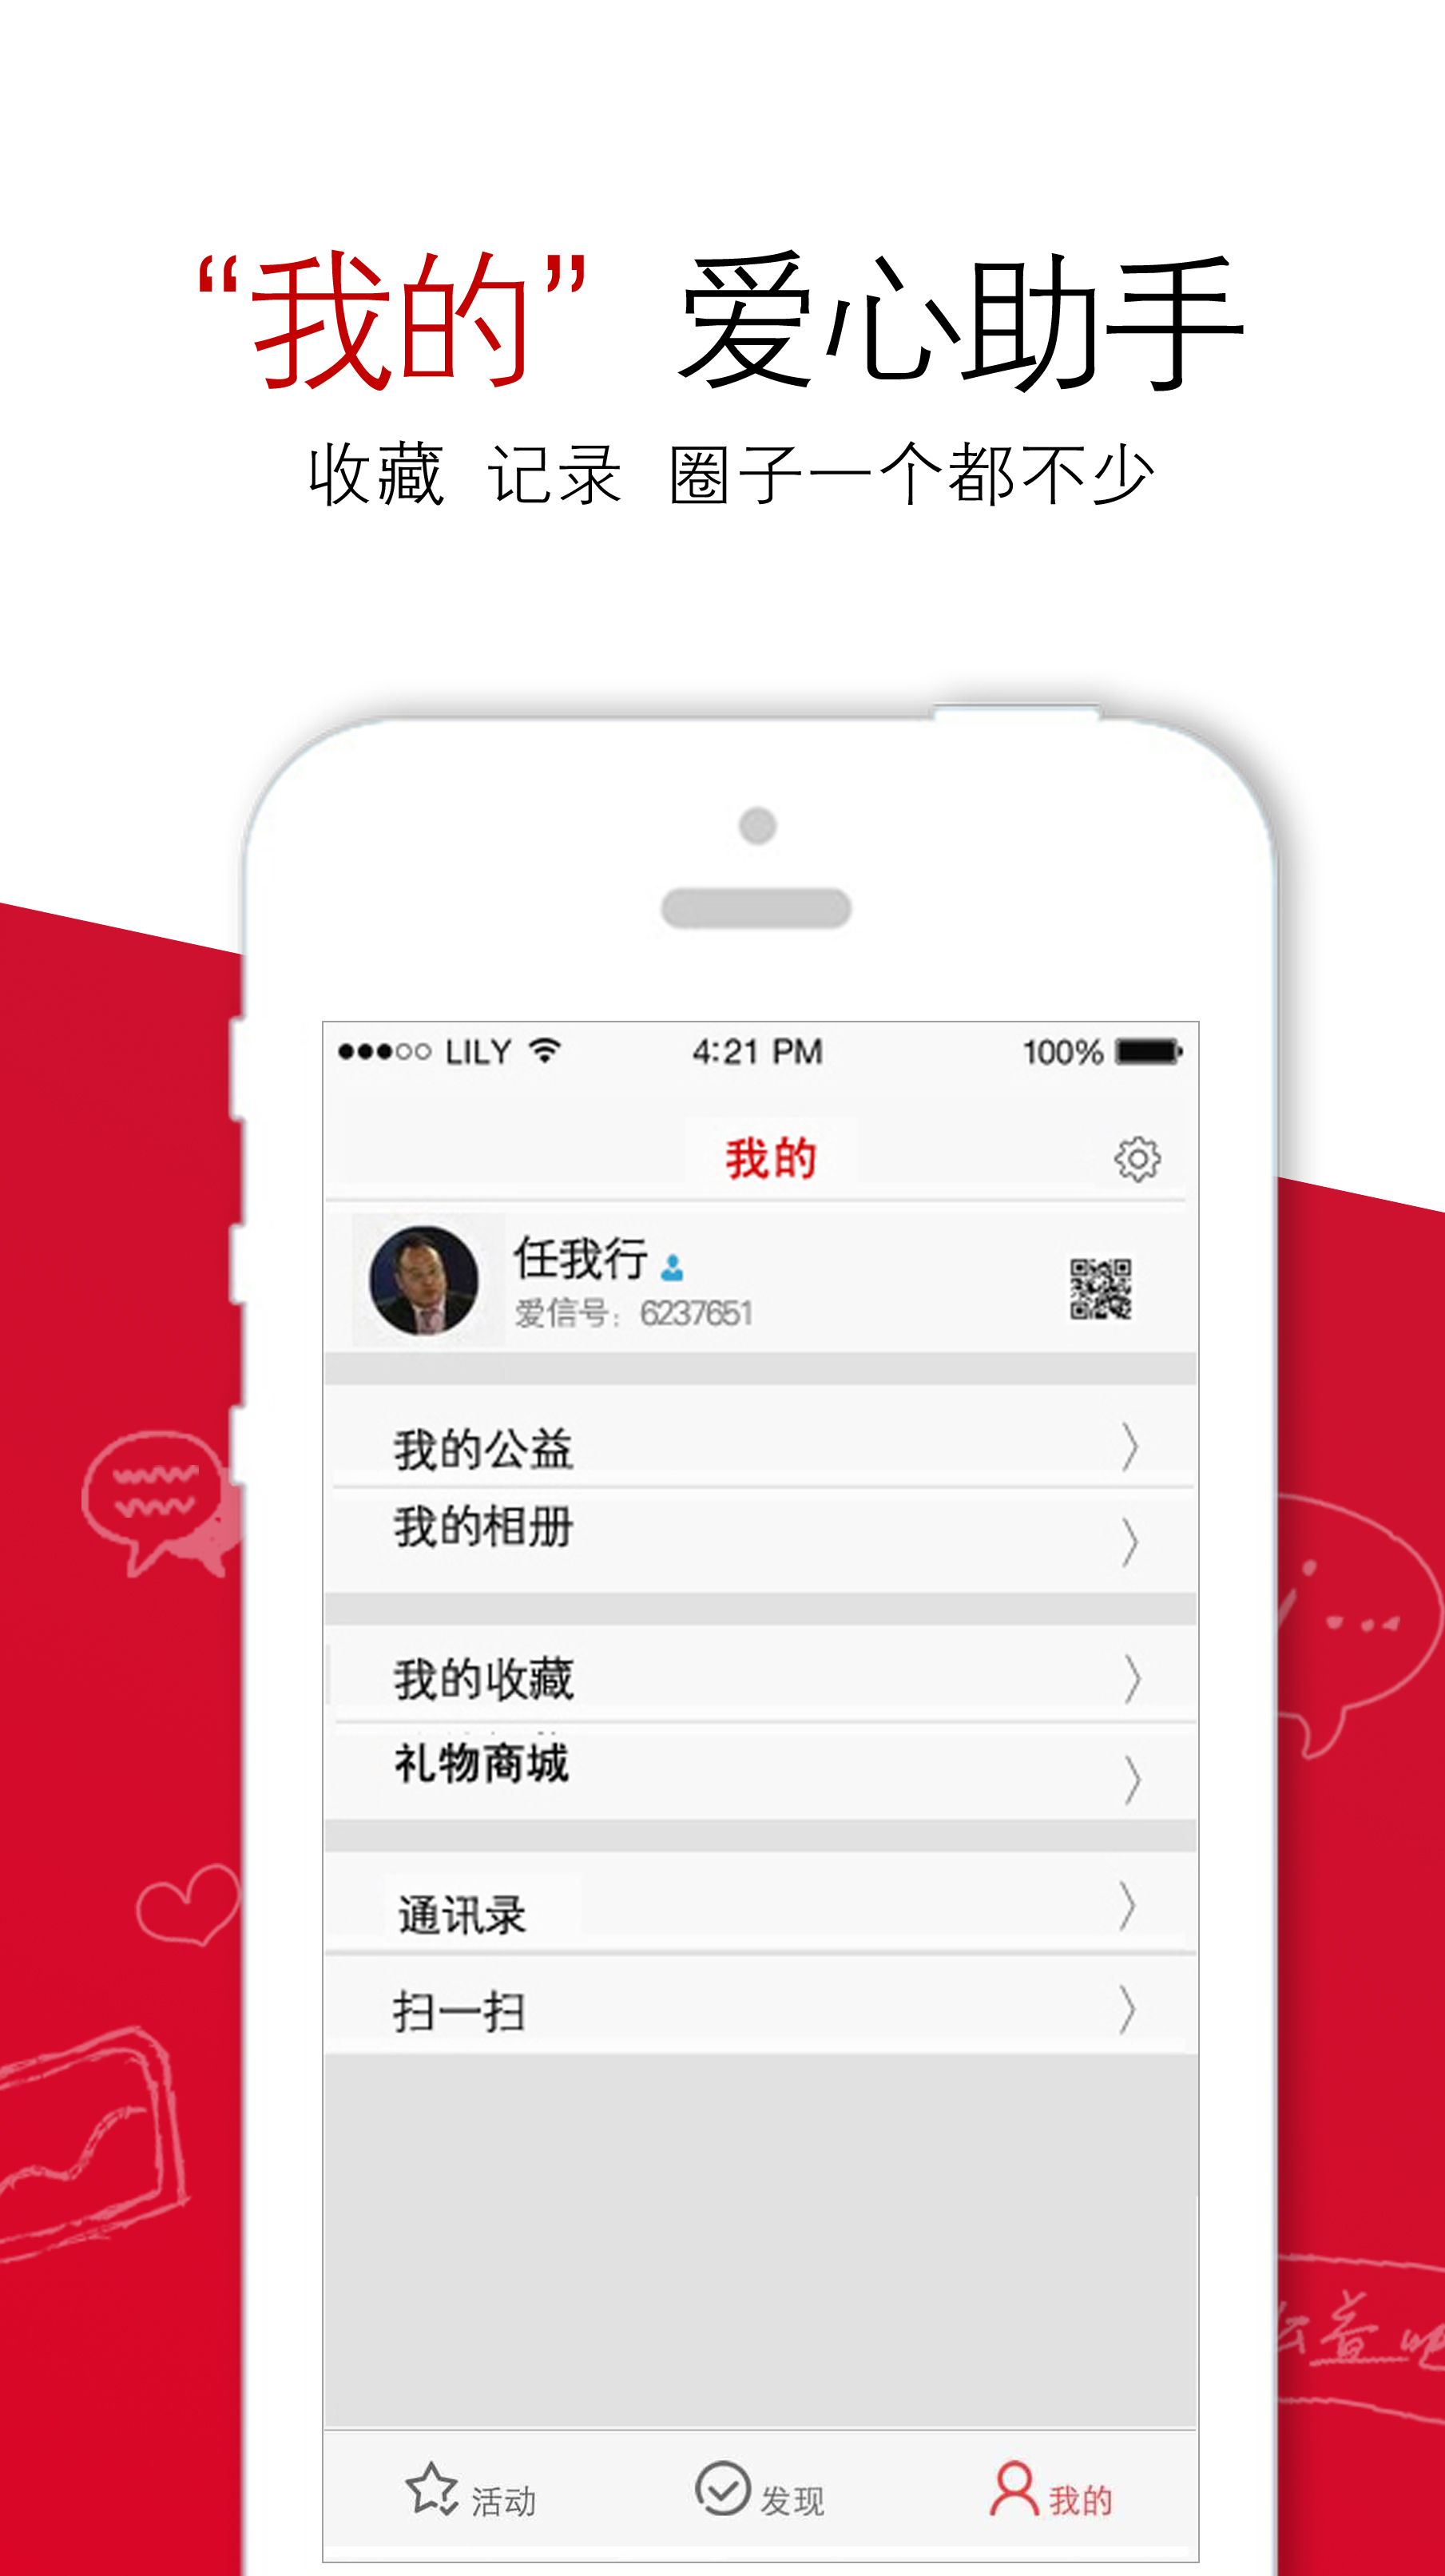 “我的” 爱心助手
收藏 记录 圈子一个都不少
LILY 4:21 PM 100%
我的
任我行
爱信号：6237651
我的公益
我的相册
我的收藏
礼物商城
通讯录
扫一扫
活动 发现 我的